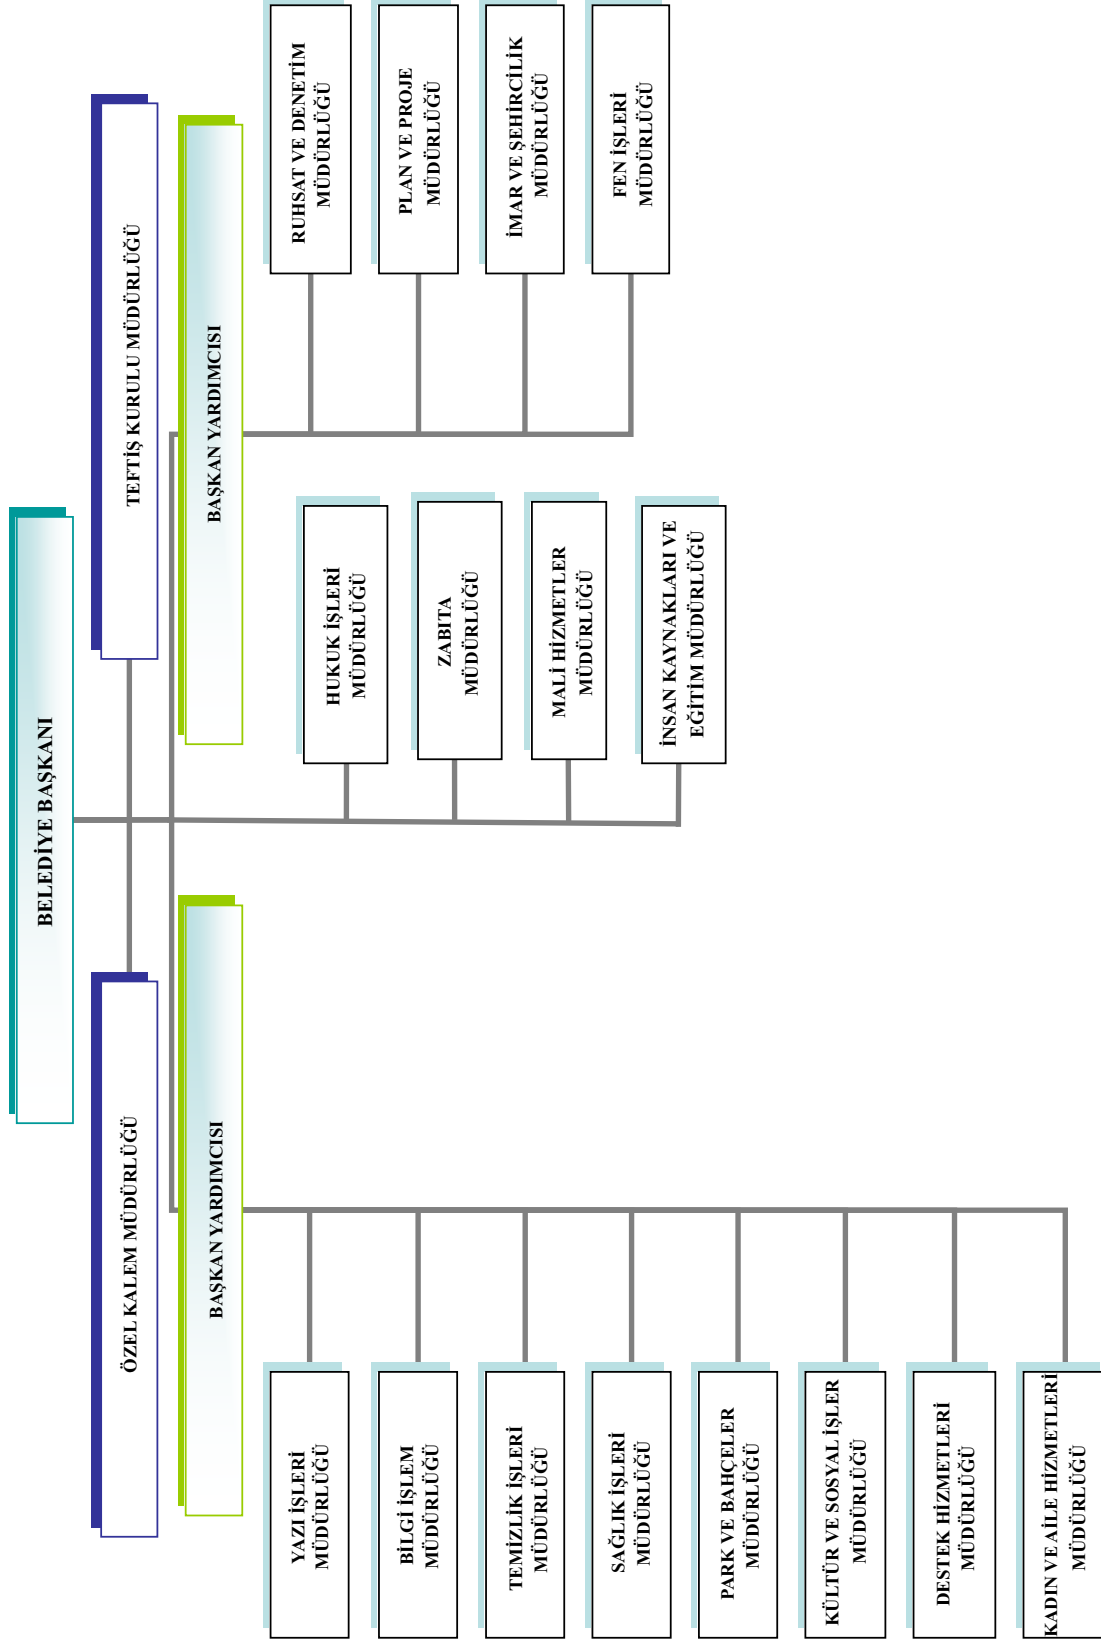 BELEDİYE BAŞKANI
ÖZEL KALEM MÜDÜRLÜĞÜ
TEFTİŞ KURULU MÜDÜRLÜĞÜ
BAŞKAN YARDIMCISI
BAŞKAN YARDIMCISI
YAZI İŞLERİ
MÜDÜRLÜĞÜ
BİLGİ İŞLEM
MÜDÜRLÜĞÜ
TEMİZLİK İŞLERİ
MÜDÜRLÜĞÜ
SAĞLIK İŞLERİ
MÜDÜRLÜĞÜ
PARK VE BAHÇELER
MÜDÜRLÜĞÜ
KÜLTÜR VE SOSYAL İŞLER
MÜDÜRLÜĞÜ
DESTEK HİZMETLERİ
MÜDÜRLÜĞÜ
KADIN VE AİLE HİZMETLERİ
MÜDÜRLÜĞÜ
HUKUK İŞLERİ
MÜDÜRLÜĞÜ
ZABITA
MÜDÜRLÜĞÜ
MALİ HİZMETLER
MÜDÜRLÜĞÜ
İNSAN KAYNAKLARI VE
EĞİTİM MÜDÜRLÜĞÜ
RUHSAT VE DENETİM
MÜDÜRLÜĞÜ
PLAN VE PROJE
MÜDÜRLÜĞÜ
İMAR VE ŞEHİRCİLİK
MÜDÜRLÜĞÜ
FEN İŞLERİ
MÜDÜRLÜĞÜ